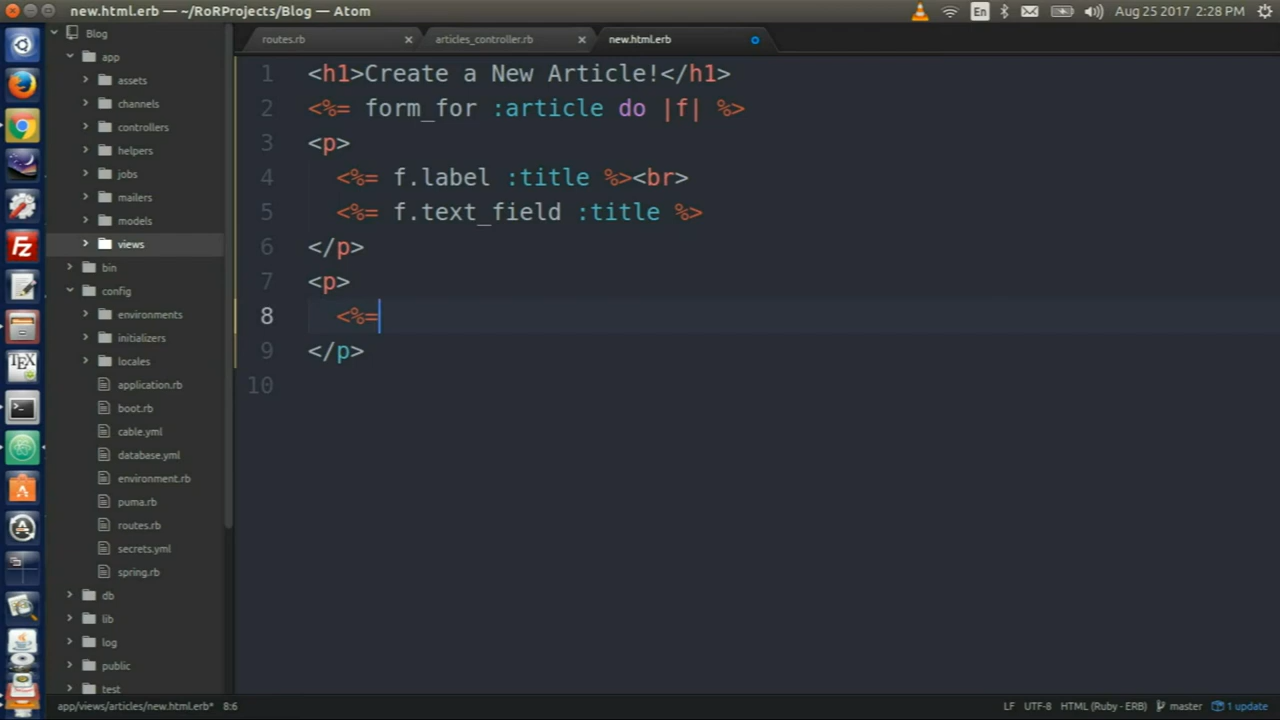 new.html.erb — ~/RoRProjects/Blog — Atom
En
Aug 25 2017 2:28 PM
Blog
app
assets
channels
controllers
helpers
jobs
mailers
models
views
bin
config
environments
initializers
locales
application.rb
boot.rb
cable.yml
database.yml
environment.rb
puma.rb
routes.rb
secrets.yml
spring.rb
db
lib
log
public
test
routes.rb
articles_controller.rb
new.html.erb
1 <h1>Create a New Article!</h1>
2 <%= form_for :article do |f| %>
3 <p>
4 <%= f.label :title %><br>
5 <%= f.text_field :title %>
6 </p>
7 <p>
8 <%=
9 </p>
10
Fz
TEX
app/views/articles/new.html.erb* 8:6
LF UTF-8 HTML (Ruby - ERB) master 1 update